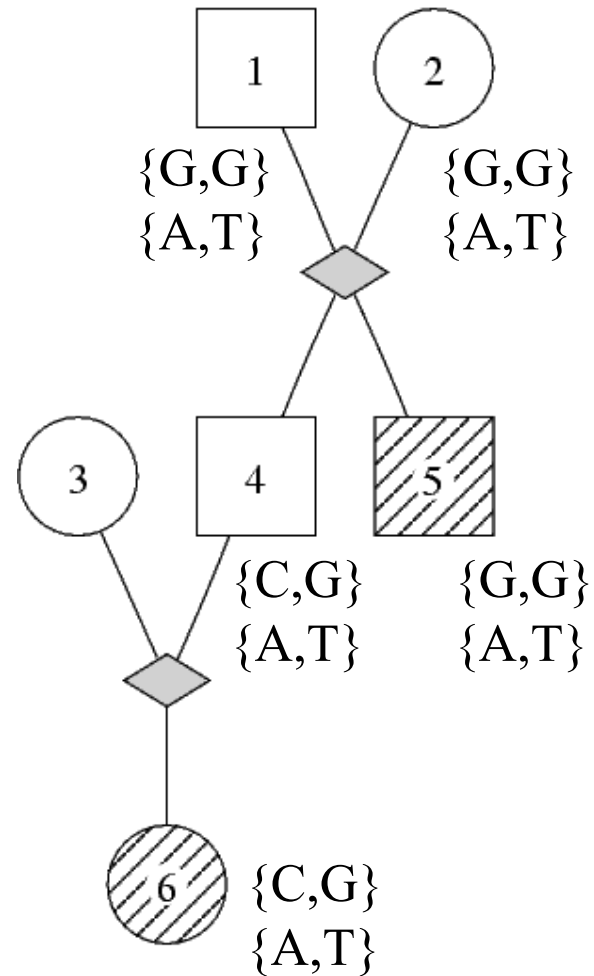 1
2
{G,G}
{G,G}
{A,T}
{A,T}
3
4
5
{C,G}
{G,G}
{A,T}
{A,T}
6
{C,G}
{A,T}